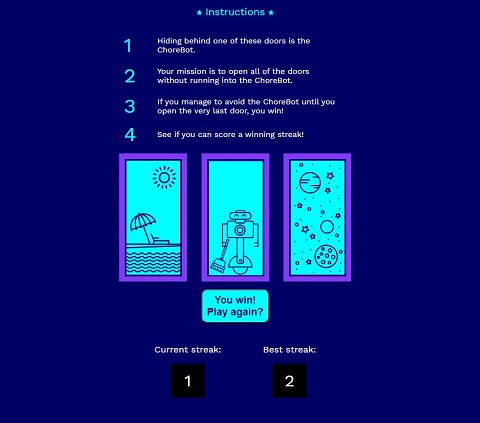 Instructions
1
Hiding behind one of these doors is the
ChoreBot.
2
Your mission is to open all of the doors
without running into the ChoreBot.
3
If you manage to avoid the ChoreBot until you
open the very last door, you win!
4
See if you can score a winning streak!
You win!
Play again?
Current streak:
Best streak:
1
2